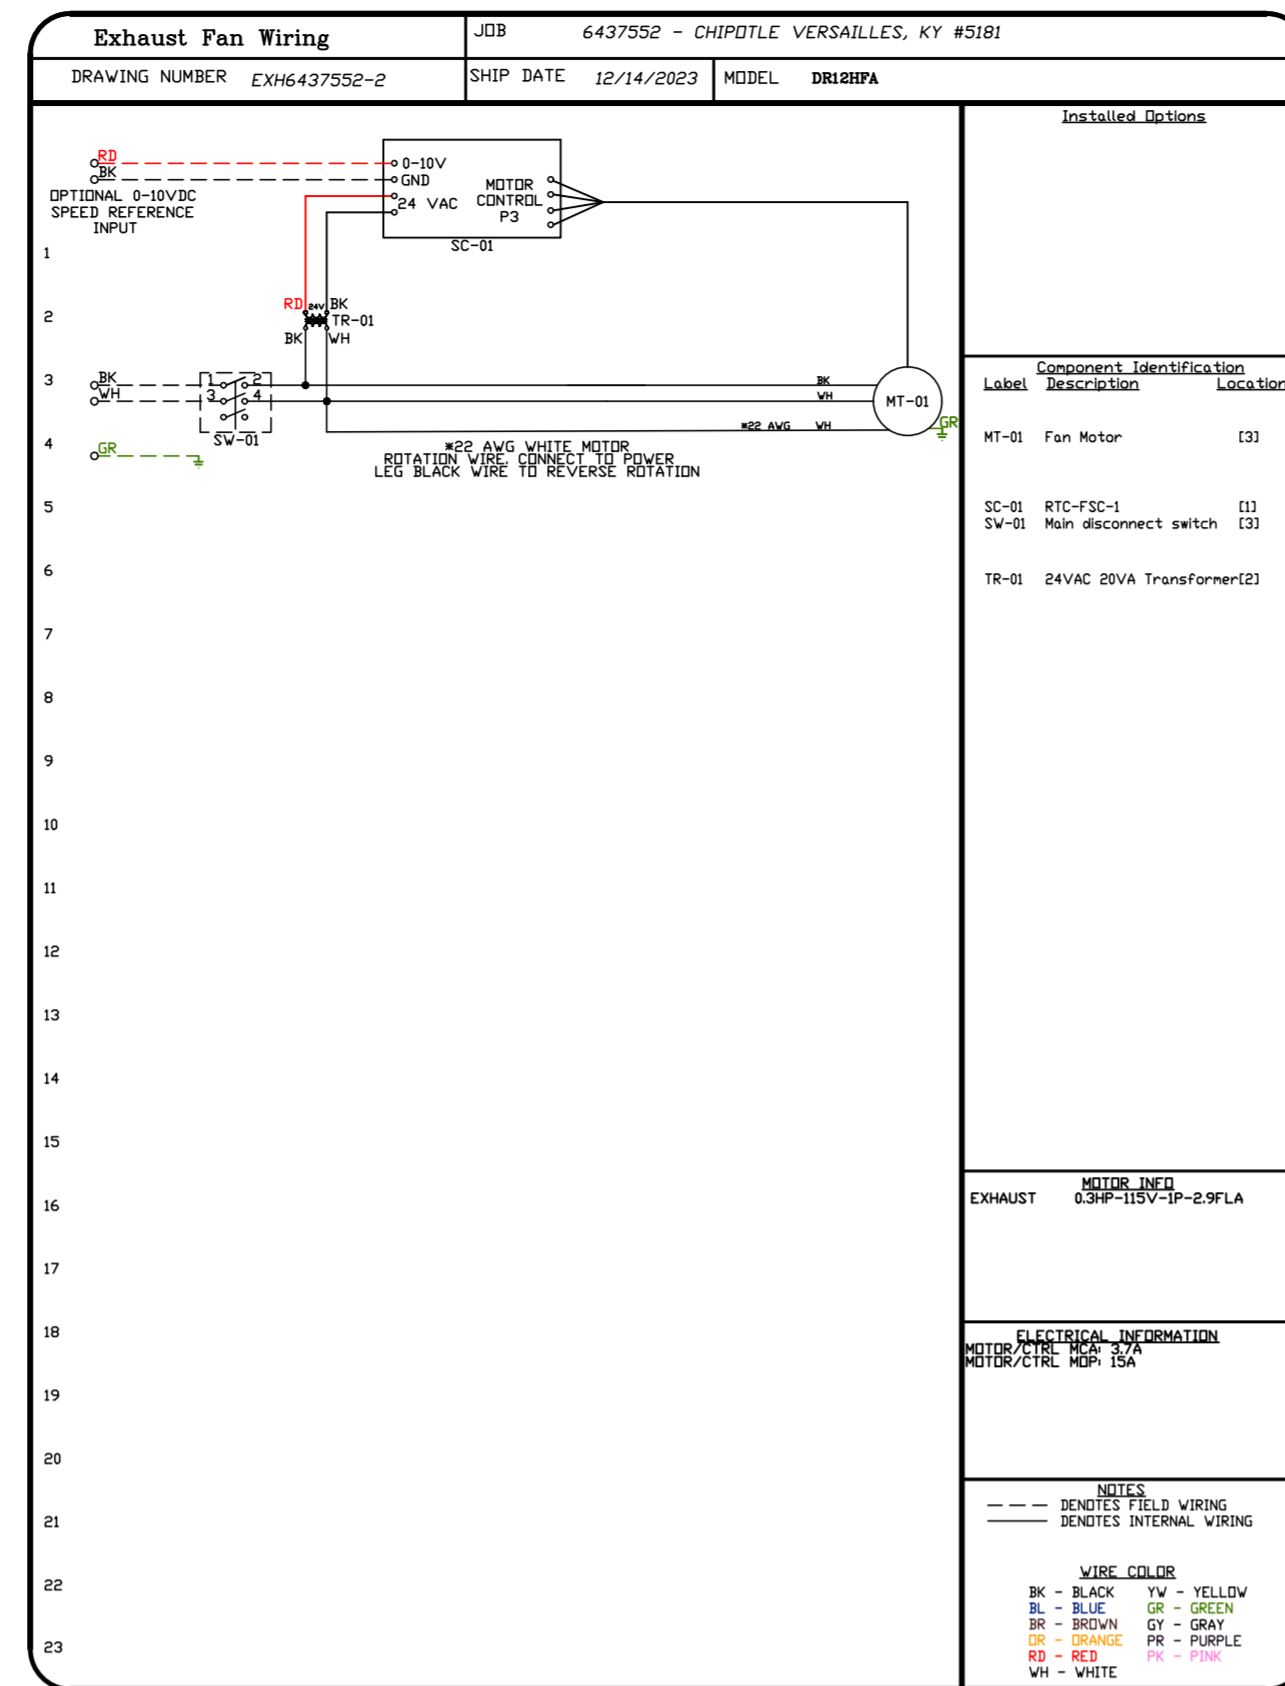 Exhaust Fan Wiring
JOB 6437552 - CHIPOTLE VERSAILLES, KY #5181
DRAWING NUMBER EXH6437552-2
SHIP DATE 12/14/2023
MODEL DR12HFA
RD
BK
OPTIONAL 0-10VDC
SPEED REFERENCE
INPUT
0-10V
GND
24 VAC
MOTOR
CONTROL
P3
SC-01
RD 24V BK
TR-01
BK WH
BK
WH
1 2
3 4
SW-01
GR
BK
WH
MT-01
GR
*22 AWG WH
*22 AWG WHITE MOTOR
ROTATION WIRE. CONNECT TO POWER
LEG BLACK WIRE TO REVERSE ROTATION
1
2
3
4
5
6
7
8
9
10
11
12
13
14
15
16
17
18
19
20
21
22
23
Installed Options
Component Identification
Label Description Location
MT-01 Fan Motor [3]
SC-01 RTC-FSC-1 [1]
SW-01 Main disconnect switch [3]
TR-01 24VAC 20VA Transformer[2]
MOTOR INFO
EXHAUST 0.3HP-115V-1P-2.9FLA
ELECTRICAL INFORMATION
MOTOR/CTRL MCA: 3.7A
MOTOR/CTRL MOP: 15A
NOTES
DENOTES FIELD WIRING
DENOTES INTERNAL WIRING
WIRE COLOR
BK - BLACK YW - YELLOW
BL - BLUE GR - GREEN
BR - BROWN GY - GRAY
OR - ORANGE PR - PURPLE
RD - RED PK - PINK
WH - WHITE